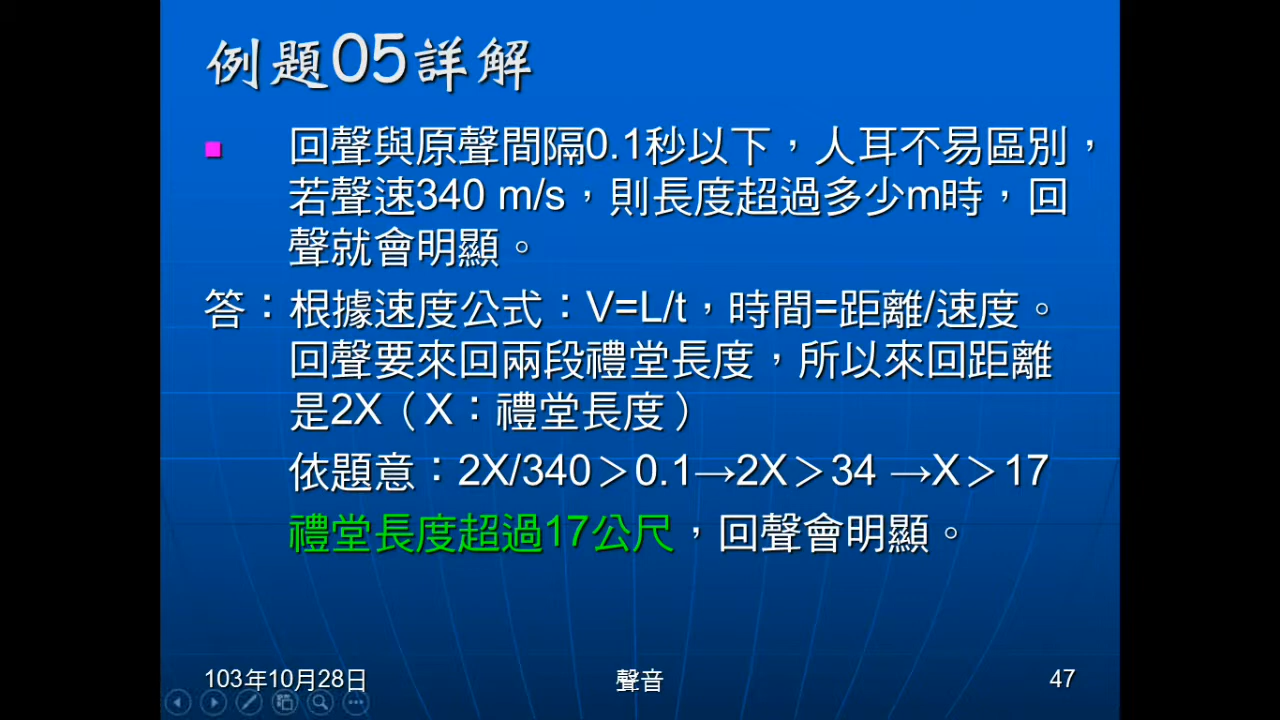 例題05詳解
回聲與原聲間隔0.1秒以下，人耳不易區別，
若聲速340 m/s，則長度超過多少m時，回
聲就會明顯。
答：根據速度公式：V=L/t，時間=距離/速度。
回聲要來回兩段禮堂長度，所以來回距離
是2X（X：禮堂長度）
依題意：2X/340＞0.1→2X＞34 →X＞17
禮堂長度超過17公尺，回聲會明顯。
103年10月28日
聲音
47